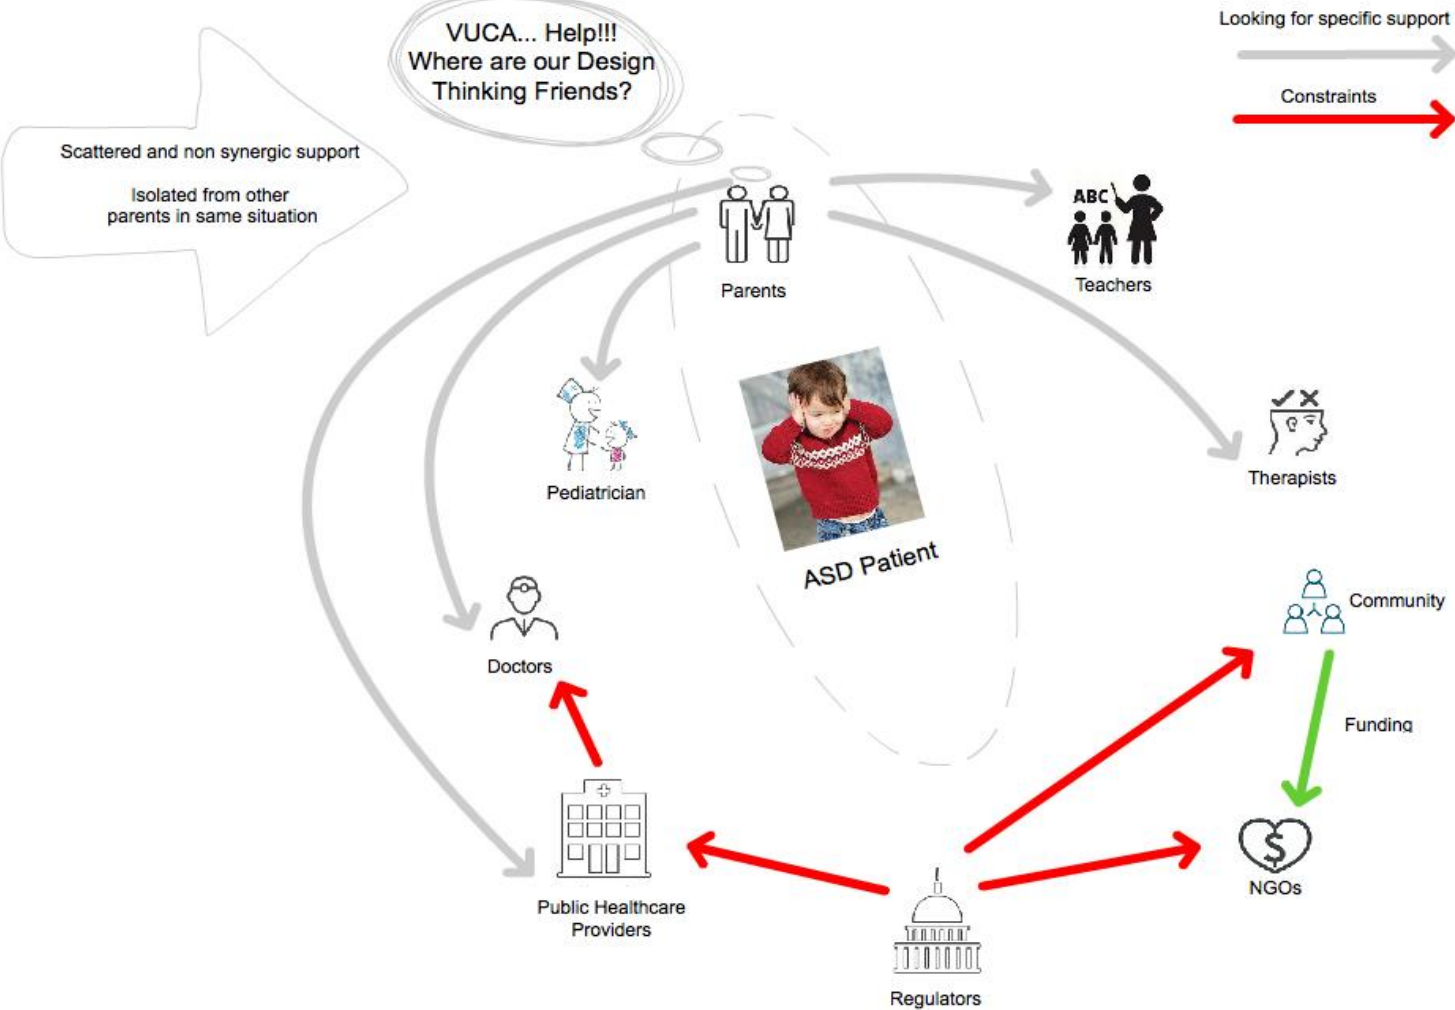 VUCA... Help!!!
Where are our Design
Thinking Friends?
Looking for specific support
Constraints
Scattered and non synergic support
Isolated from other
parents in same situation
ABC
Parents
Teachers
Pediatrician
Therapists
ASD Patient
Community
Doctors
Funding
$
NGOs
Public Healthcare
Providers
Regulators